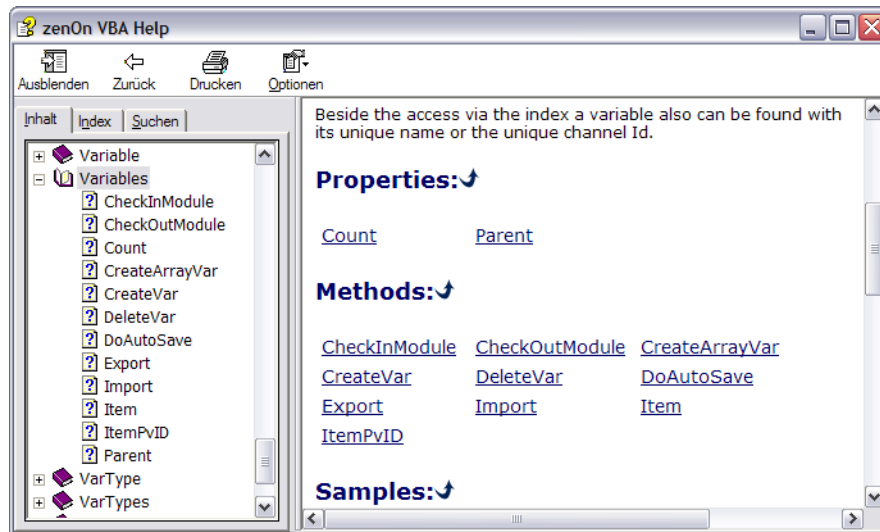 zenOn VBA Help
Ausblenden Zurück Drucken Optionen
Inhalt Index Suchen
Variable
Variables
CheckInModule
CheckOutModule
Count
CreateArrayVar
CreateVar
DeleteVar
DoAutoSave
Export
Import
Item
ItemPvID
Parent
VarType
VarTypes
Beside the access via the index a variable also can be found with
its unique name or the unique channel Id.
Properties:
Count Parent
Methods:
CheckInModule CheckOutModule CreateArrayVar
CreateVar DeleteVar DoAutoSave
Export Import Item
ItemPvID
Samples: